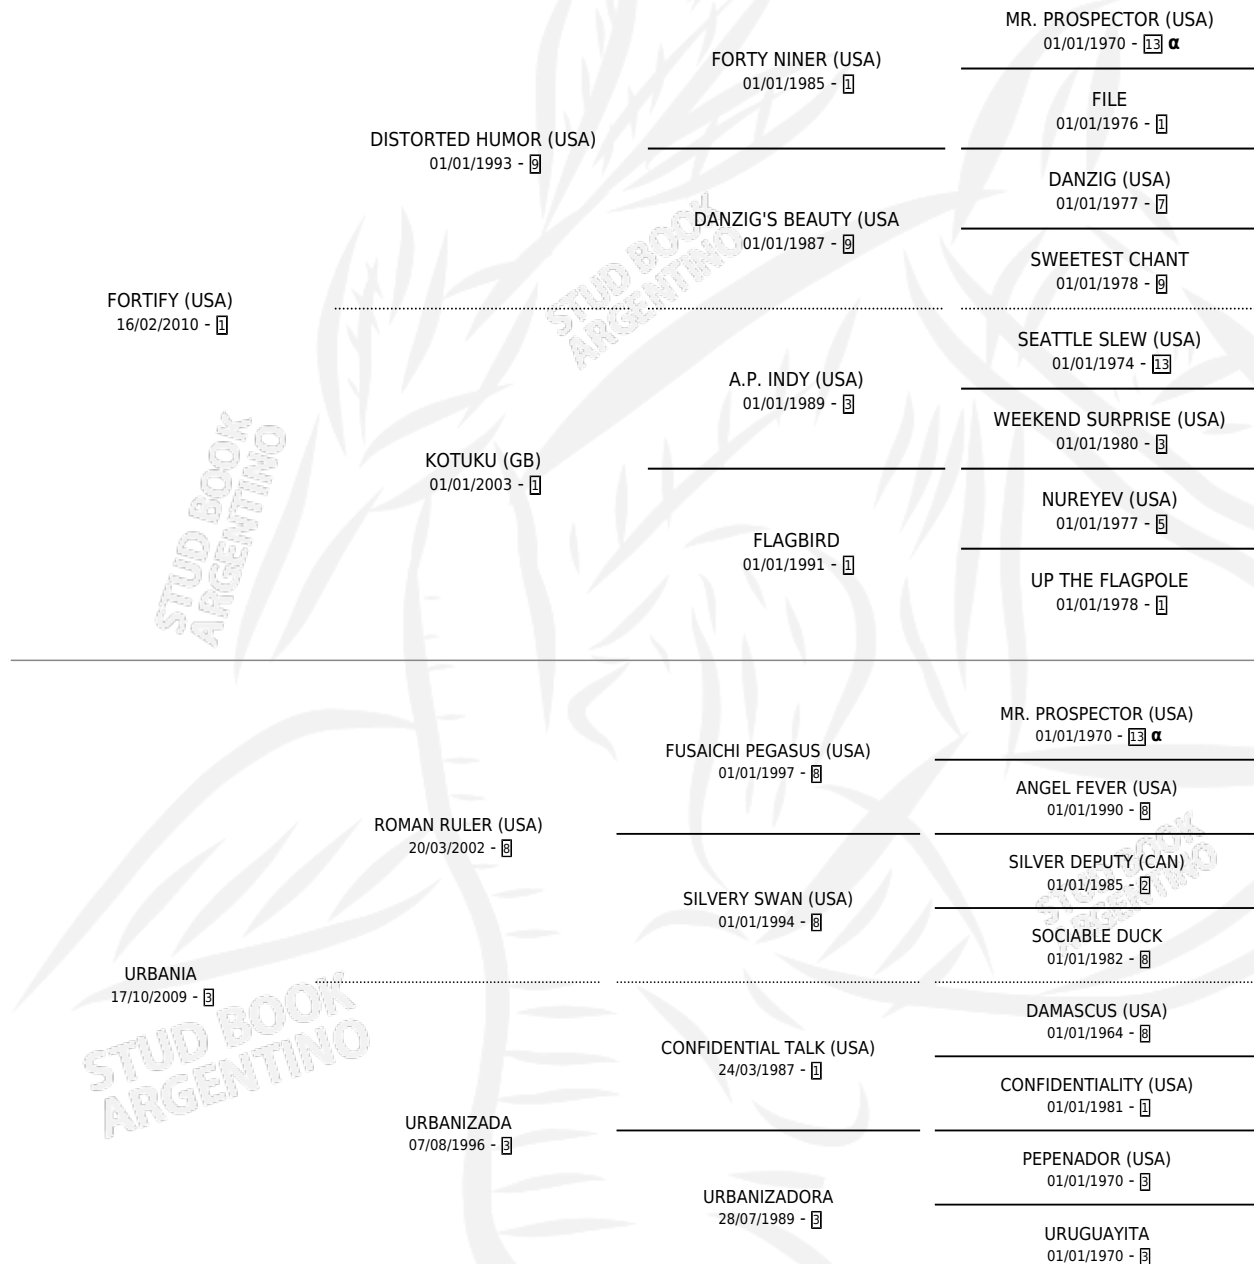 MR. PROSPECTOR (USA)
01/01/1970 - 13 α
FORTY NINER (USA)
01/01/1985 - 1
FILE
01/01/1976 - 1
DISTORTED HUMOR (USA)
01/01/1993 - 9
DANZIG (USA)
01/01/1977 - 7
DANZIG'S BEAUTY (USA
01/01/1987 - 9
SWEETEST CHANT
01/01/1978 - 9
STUD BOOK
ARGENTINO
FORTIFY (USA)
16/02/2010 - 1
SEATTLE SLEW (USA)
01/01/1974 - 13
A.P. INDY (USA)
01/01/1989 - 3
WEEKEND SURPRISE (USA)
01/01/1980 - 3
KOTUKU (GB)
01/01/2003 - 1
NUREYEV (USA)
01/01/1977 - 5
FLAGBIRD
01/01/1991 - 1
UP THE FLAGPOLE
01/01/1978 - 1
STUD BOOK
ARGENTINO
MR. PROSPECTOR (USA)
01/01/1970 - 13 α
FUSAICHI PEGASUS (USA)
01/01/1997 - 8
ANGEL FEVER (USA)
01/01/1990 - 8
ROMAN RULER (USA)
20/03/2002 - 8
SILVER DEPUTY (CAN)
01/01/1985 - 2
SILVERY SWAN (USA)
01/01/1994 - 8
STUD BOOK
ARGENTINO
SOCIABLE DUCK
01/01/1982 - 8
URBANIA
17/10/2009 - 3
STUD BOOK
ARGENTINO
DAMASCUS (USA)
01/01/1964 - 8
CONFIDENTIAL TALK (USA)
24/03/1987 - 1
CONFIDENTIALITY (USA)
01/01/1981 - 1
URBANIZADA
07/08/1996 - 3
PEPENADOR (USA)
01/01/1970 - 3
URBANIZADORA
28/07/1989 - 3
URUGUAYITA
01/01/1970 - 3